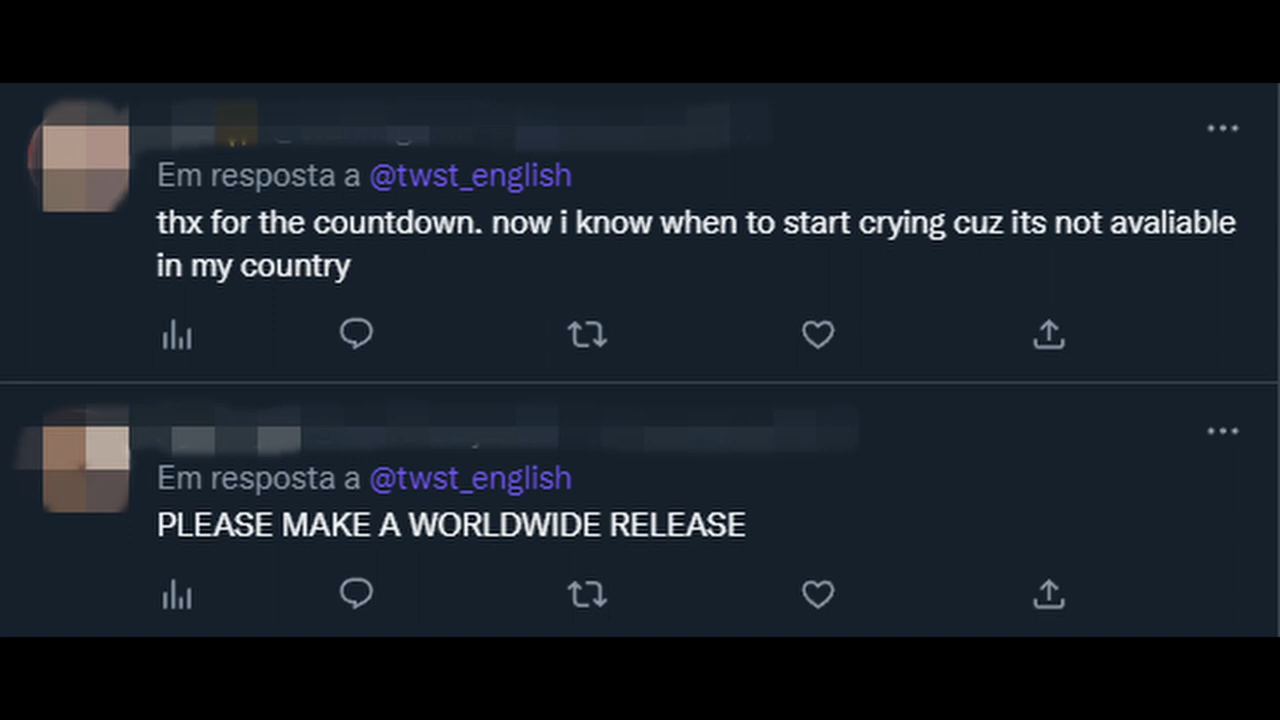 Em resposta a @twst_english
thx for the countdown. now i know when to start crying cuz its not avaliable
in my country
Em resposta a @twst_english
PLEASE MAKE A WORLDWIDE RELEASE